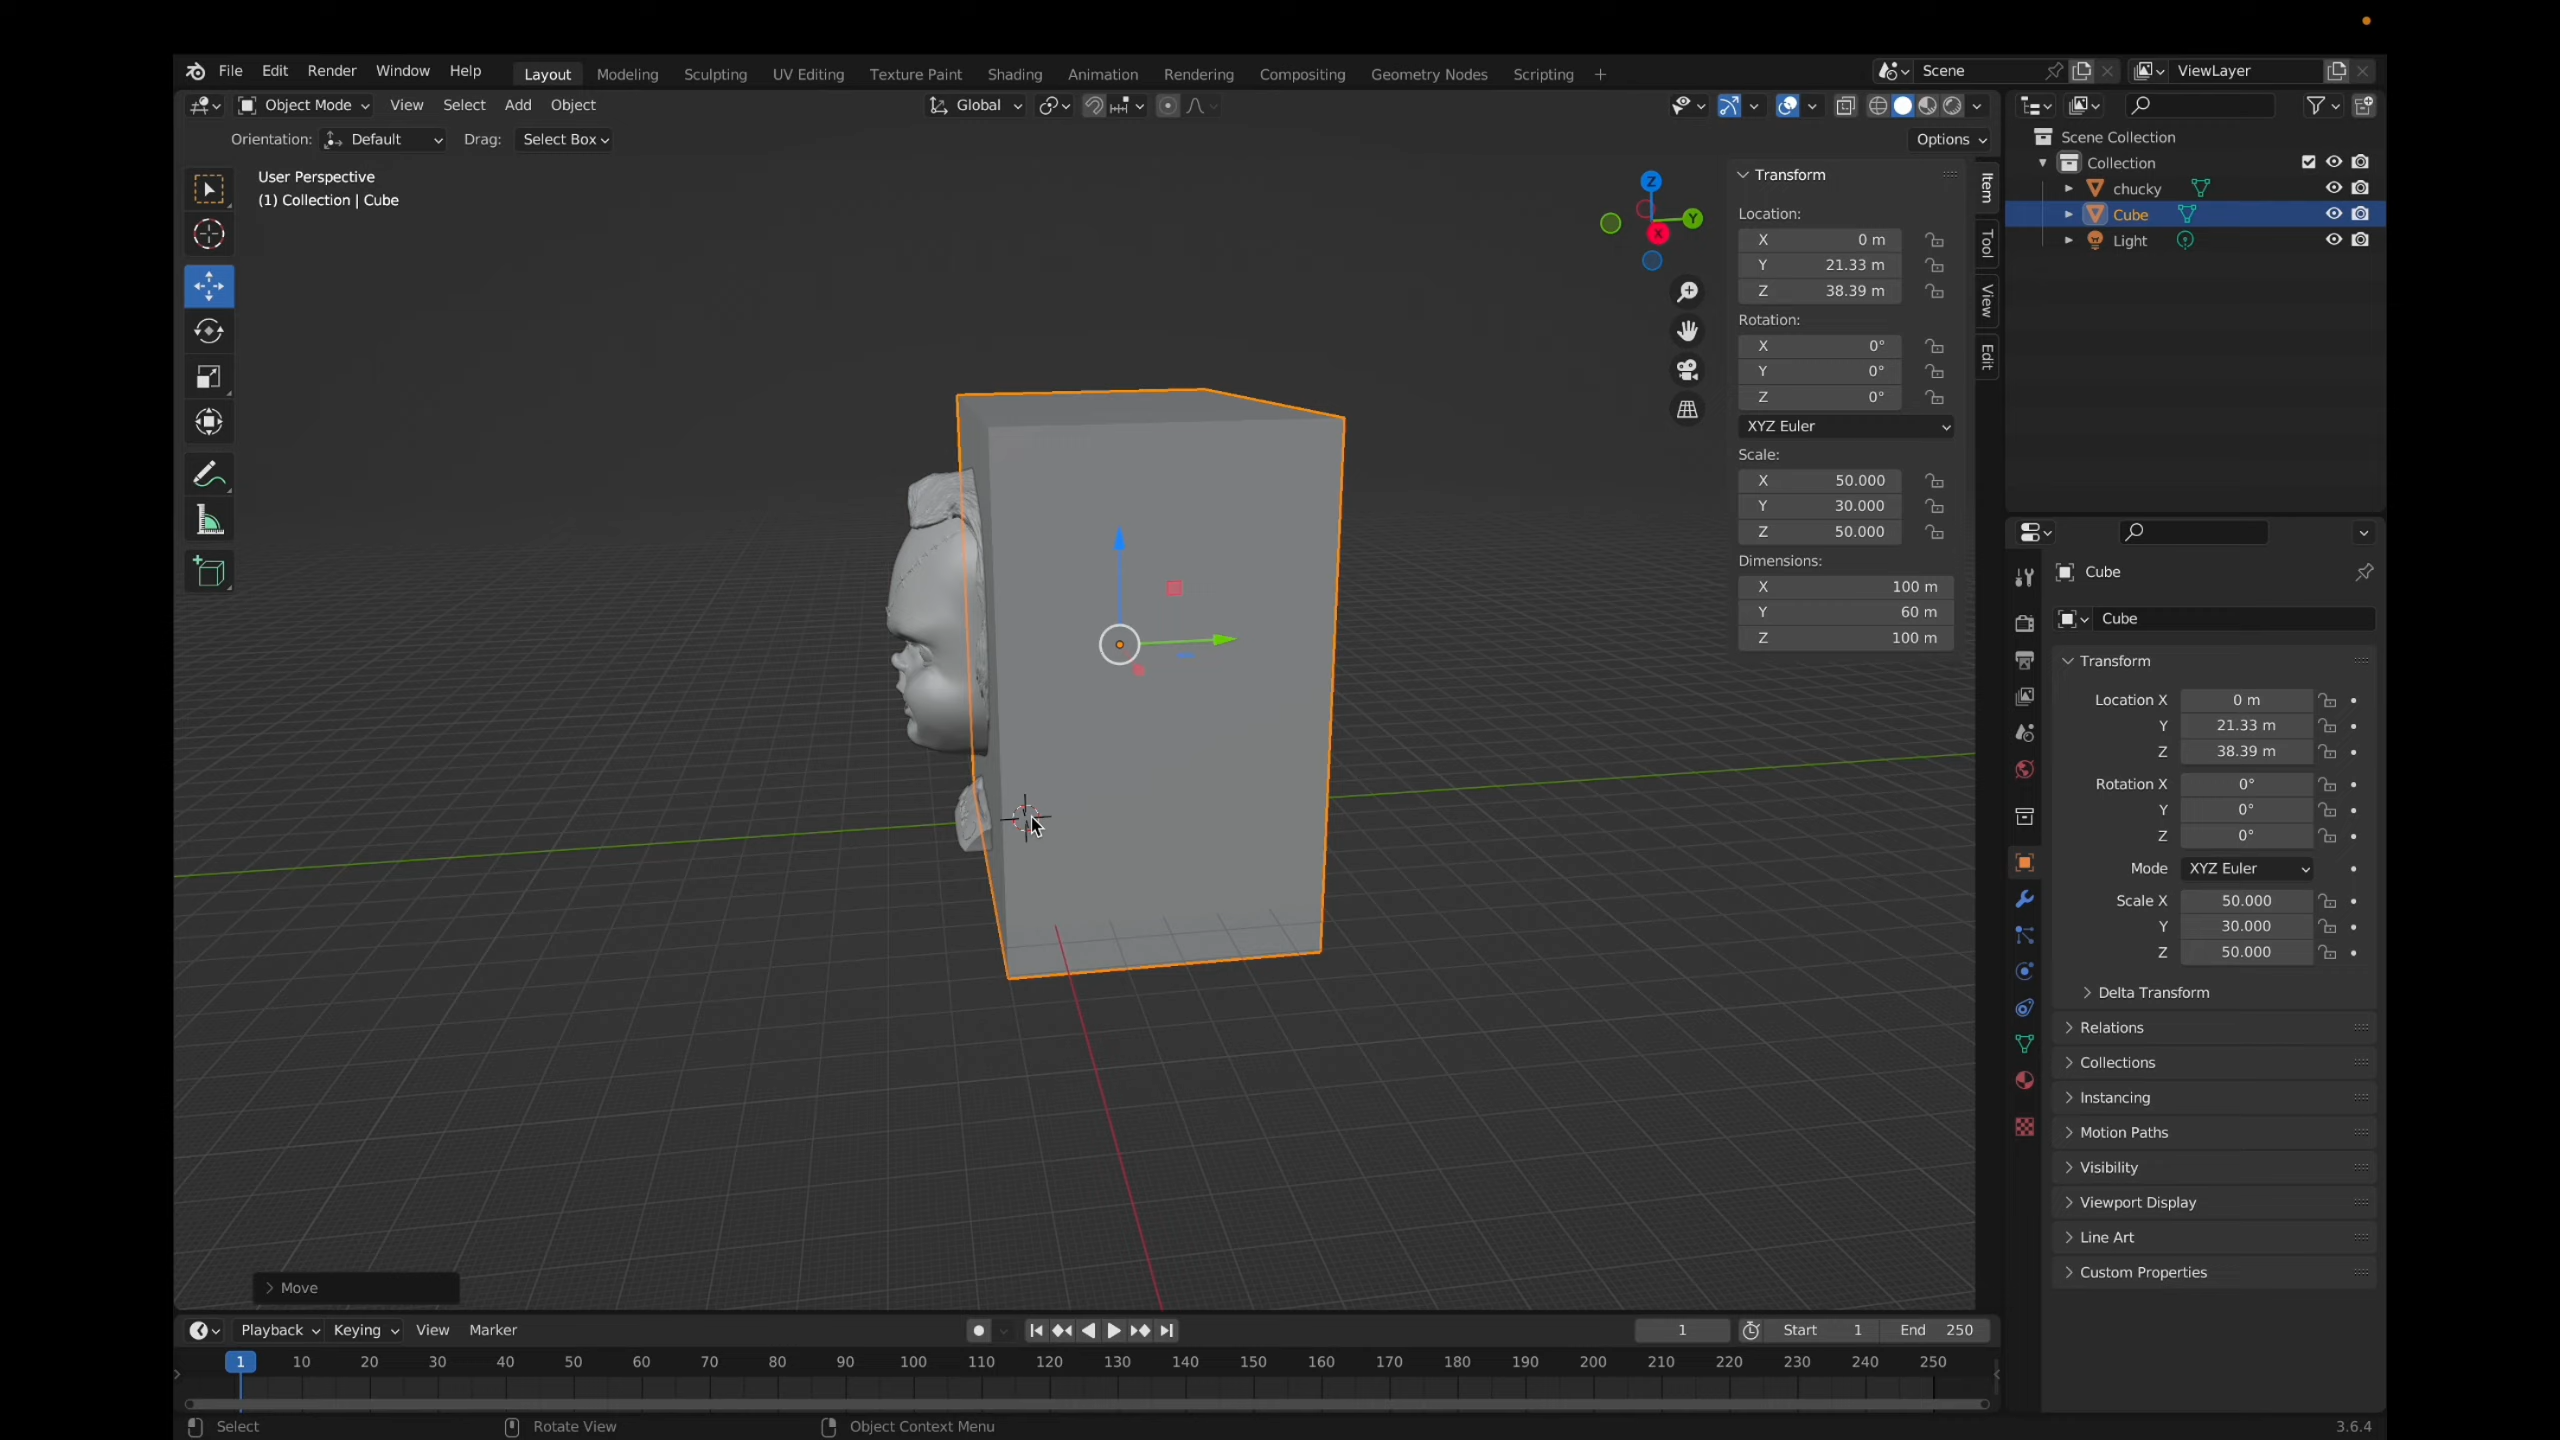 File Edit Render Window Help Layout Modeling Sculpting UV Editing Texture Paint Shading Animation Rendering Compositing Geometry Nodes Scripting + Scene ViewLayer
Object Mode View Select Add Object Global
Orientation: Default Drag: Select Box Options
User Perspective
(1) Collection | Cube
Z
Y
X
Transform
Location:
X 0 m
Y 21.33 m
Z 38.39 m
Rotation:
X 0°
Y 0°
Z 0°
XYZ Euler
Scale:
X 50.000
Y 30.000
Z 50.000
Dimensions:
X 100 m
Y 60 m
Z 100 m
Item
Tool
View
Edit
Scene Collection
Collection
chucky
Cube
Light
Cube
Cube
Transform
Location X 0 m
Y 21.33 m
Z 38.39 m
Rotation X 0°
Y 0°
Z 0°
Mode XYZ Euler
Scale X 50.000
Y 30.000
Z 50.000
Delta Transform
Relations
Collections
Instancing
Motion Paths
Visibility
Viewport Display
Line Art
Custom Properties
Move
Playback Keying View Marker 1 Start 1 End 250
1 10 20 30 40 50 60 70 80 90 100 110 120 130 140 150 160 170 180 190 200 210 220 230 240 250
Select Rotate View Object Context Menu 3.6.4